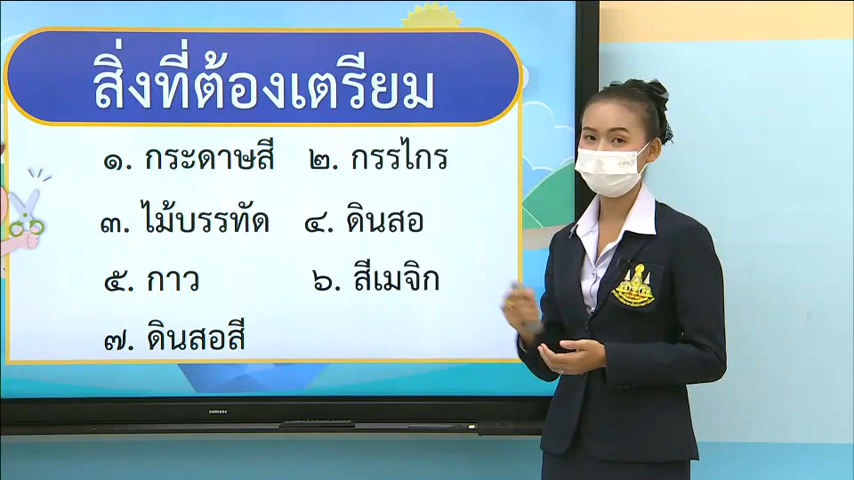 สิ่งที่ต้องเตรียม
๑. กระดาษสี ๒. กรรไกร
๓. ไม้บรรทัด ๔. ดินสอ
๕. กาว ๖. สีเมจิก
๗. ดินสอสี
SAMSUNG